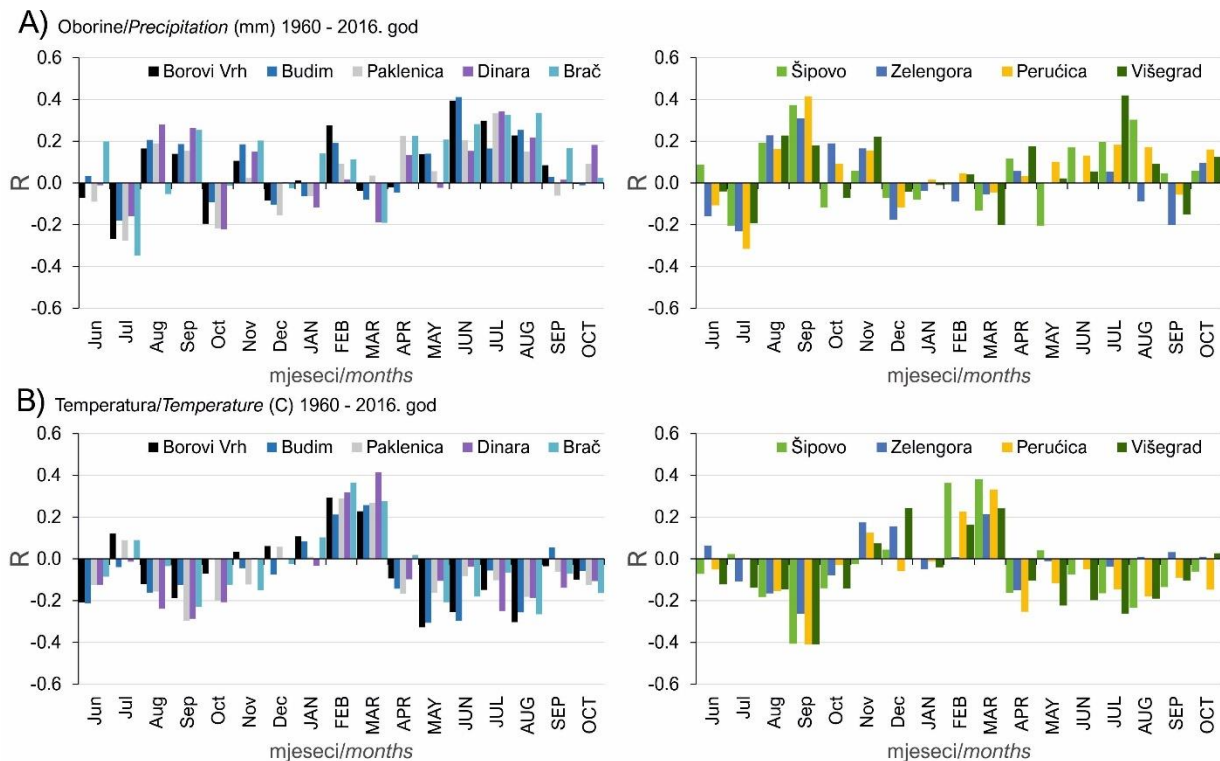 A) Oborine/Precipitation (mm) 1960 - 2016. god
0.6
0.4
0.2
0.0
-0.2
-0.4
-0.6
R
Borovi Vrh Budim Paklenica Dinara Brač
Jun Jul Aug Sep Oct Nov Dec JAN FEB MAR APR MAY JUN JUL AUG SEP OCT
mjeseci/months
0.6
0.4
0.2
0.0
-0.2
-0.4
-0.6
R
Šipovo Zelengora Perućica Višegrad
Jun Jul Aug Sep Oct Nov Dec JAN FEB MAR APR MAY JUN JUL AUG SEP OCT
mjeseci/months
B) Temperatura/Temperature (C) 1960 - 2016. god
0.6
0.4
0.2
0.0
-0.2
-0.4
-0.6
R
Borovi Vrh Budim Paklenica Dinara Brač
Jun Jul Aug Sep Oct Nov Dec JAN FEB MAR APR MAY JUN JUL AUG SEP OCT
mjeseci/months
0.6
0.4
0.2
0.0
-0.2
-0.4
-0.6
R
Šipovo Zelengora Perućica Višegrad
Jun Jul Aug Sep Oct Nov Dec JAN FEB MAR APR MAY JUN JUL AUG SEP OCT
mjeseci/months